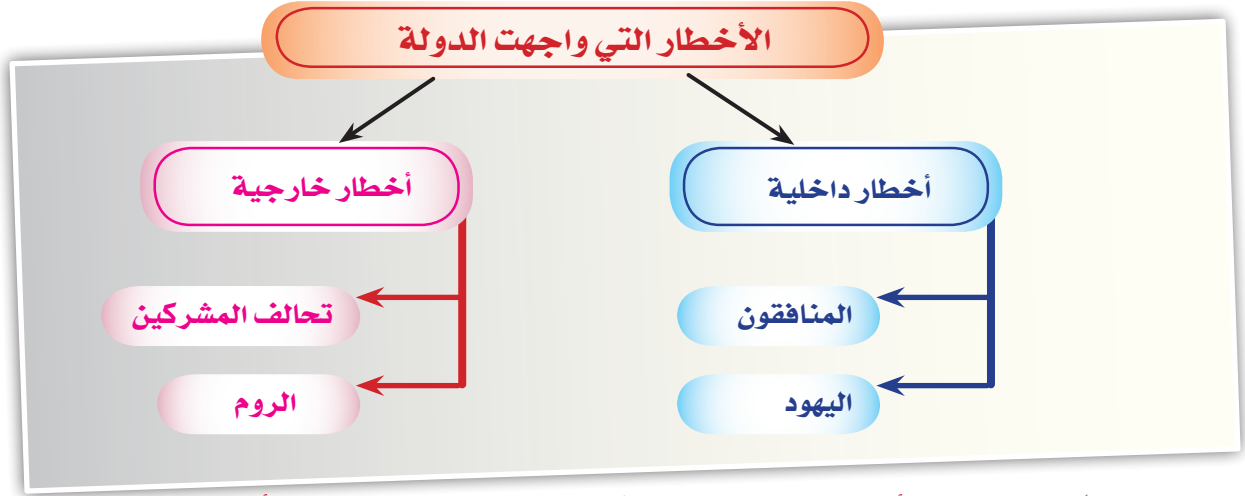 الأخطار التي واجهت الدولة
أخطار داخلية
المنافقون
اليهود
أخطار خارجية
تحالف المشركين
الروم